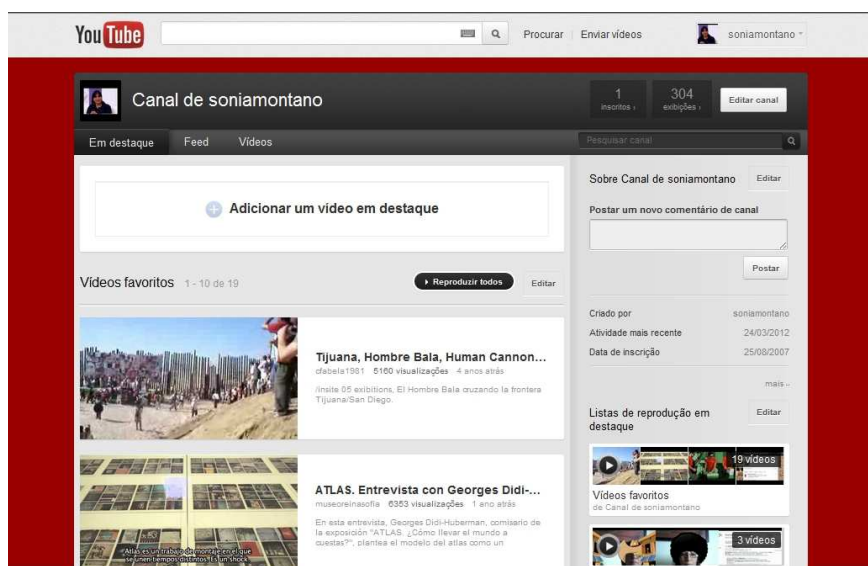 YouTube
Procurar
Enviar vídeos
soniamontano
Canal de soniamontano
1
inscritos
304
exibições
Editar canal
Em destaque
Feed
Vídeos
Pesquisar canal
Adicionar um vídeo em destaque
Vídeos favoritos 1 - 10 de 19
Reproduzir todos
Editar
Tijuana, Hombre Bala, Human Cannon...
cfabela1981 6160 visualizações 4 anos atrás
/insite 05 exibitions, El Hombre Bala cruzando la frontera
Tijuana/San Diego.
ATLAS. Entrevista con Georges Didi-...
museoreinasofia 6353 visualizações 1 ano atrás
En esta entrevista, Georges Didi-Huberman, comisario de
la exposición "ATLAS. ¿Cómo llevar el mundo a
cuestas?", plantea el modelo del atlas como un
Atlas es un trabajo de montaje en el que
se unen tiempos distintos. Es un shock.
Sobre Canal de soniamontano
Editar
Postar um novo comentário de canal
Postar
Criado por soniamontano
Atividade mais recente 24/03/2012
Data de inscrição 25/08/2007
mais
Listas de reprodução em
destaque
Editar
19 vídeos
Vídeos favoritos
de Canal de soniamontano
3 vídeos